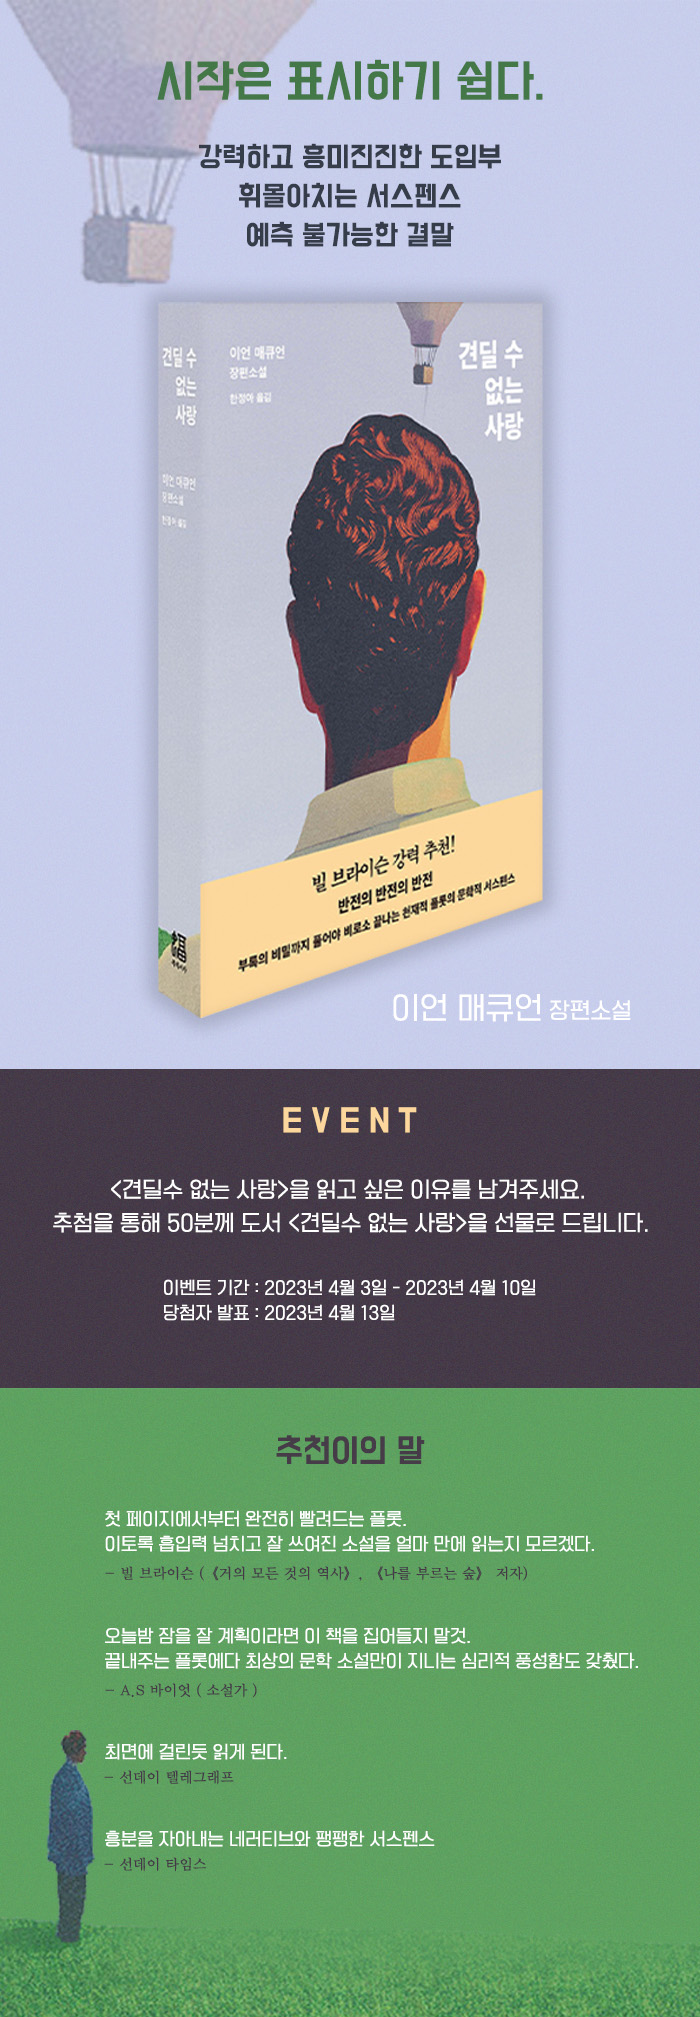 시작은 표시하기 쉽다.
강력하고 흥미진진한 도입부
휘몰아치는 서스펜스
예측 불가능한 결말
견딜 수
없는
사랑
이언 매큐언
장편소설
한정아 옮김
이언 매큐언
장편소설
한정아 옮김
견딜 수
없는
사랑
빌 브라이슨 강력 추천!
반전의 반전의 반전
부록의 비밀까지 풀어야 비로소 끝나는 천재적 플롯의 문학적 서스펜스
이언 매큐언 장편소설
EVENT
<견딜수 없는 사랑>을 읽고 싶은 이유를 남겨주세요.
추첨을 통해 50분께 도서 <견딜수 없는 사랑>을 선물로 드립니다.
이벤트 기간 : 2023년 4월 3일 - 2023년 4월 10일
당첨자 발표 : 2023년 4월 13일
추천이의 말
첫 페이지에서부터 완전히 빨려드는 플롯.
이토록 흡입력 넘치고 잘 쓰여진 소설을 얼마 만에 읽는지 모르겠다.
- 빌 브라이슨 (《거의 모든 것의 역사》, 《나를 부르는 숲》 저자)
오늘밤 잠을 잘 계획이라면 이 책을 집어들지 말것.
끝내주는 플롯에다 최상의 문학 소설만이 지니는 심리적 풍성함도 갖췄다.
- A.S 바이엇 ( 소설가 )
최면에 걸린듯 읽게 된다.
- 선데이 텔레그래프
흥분을 자아내는 네러티브와 팽팽한 서스펜스
- 선데이 타임스